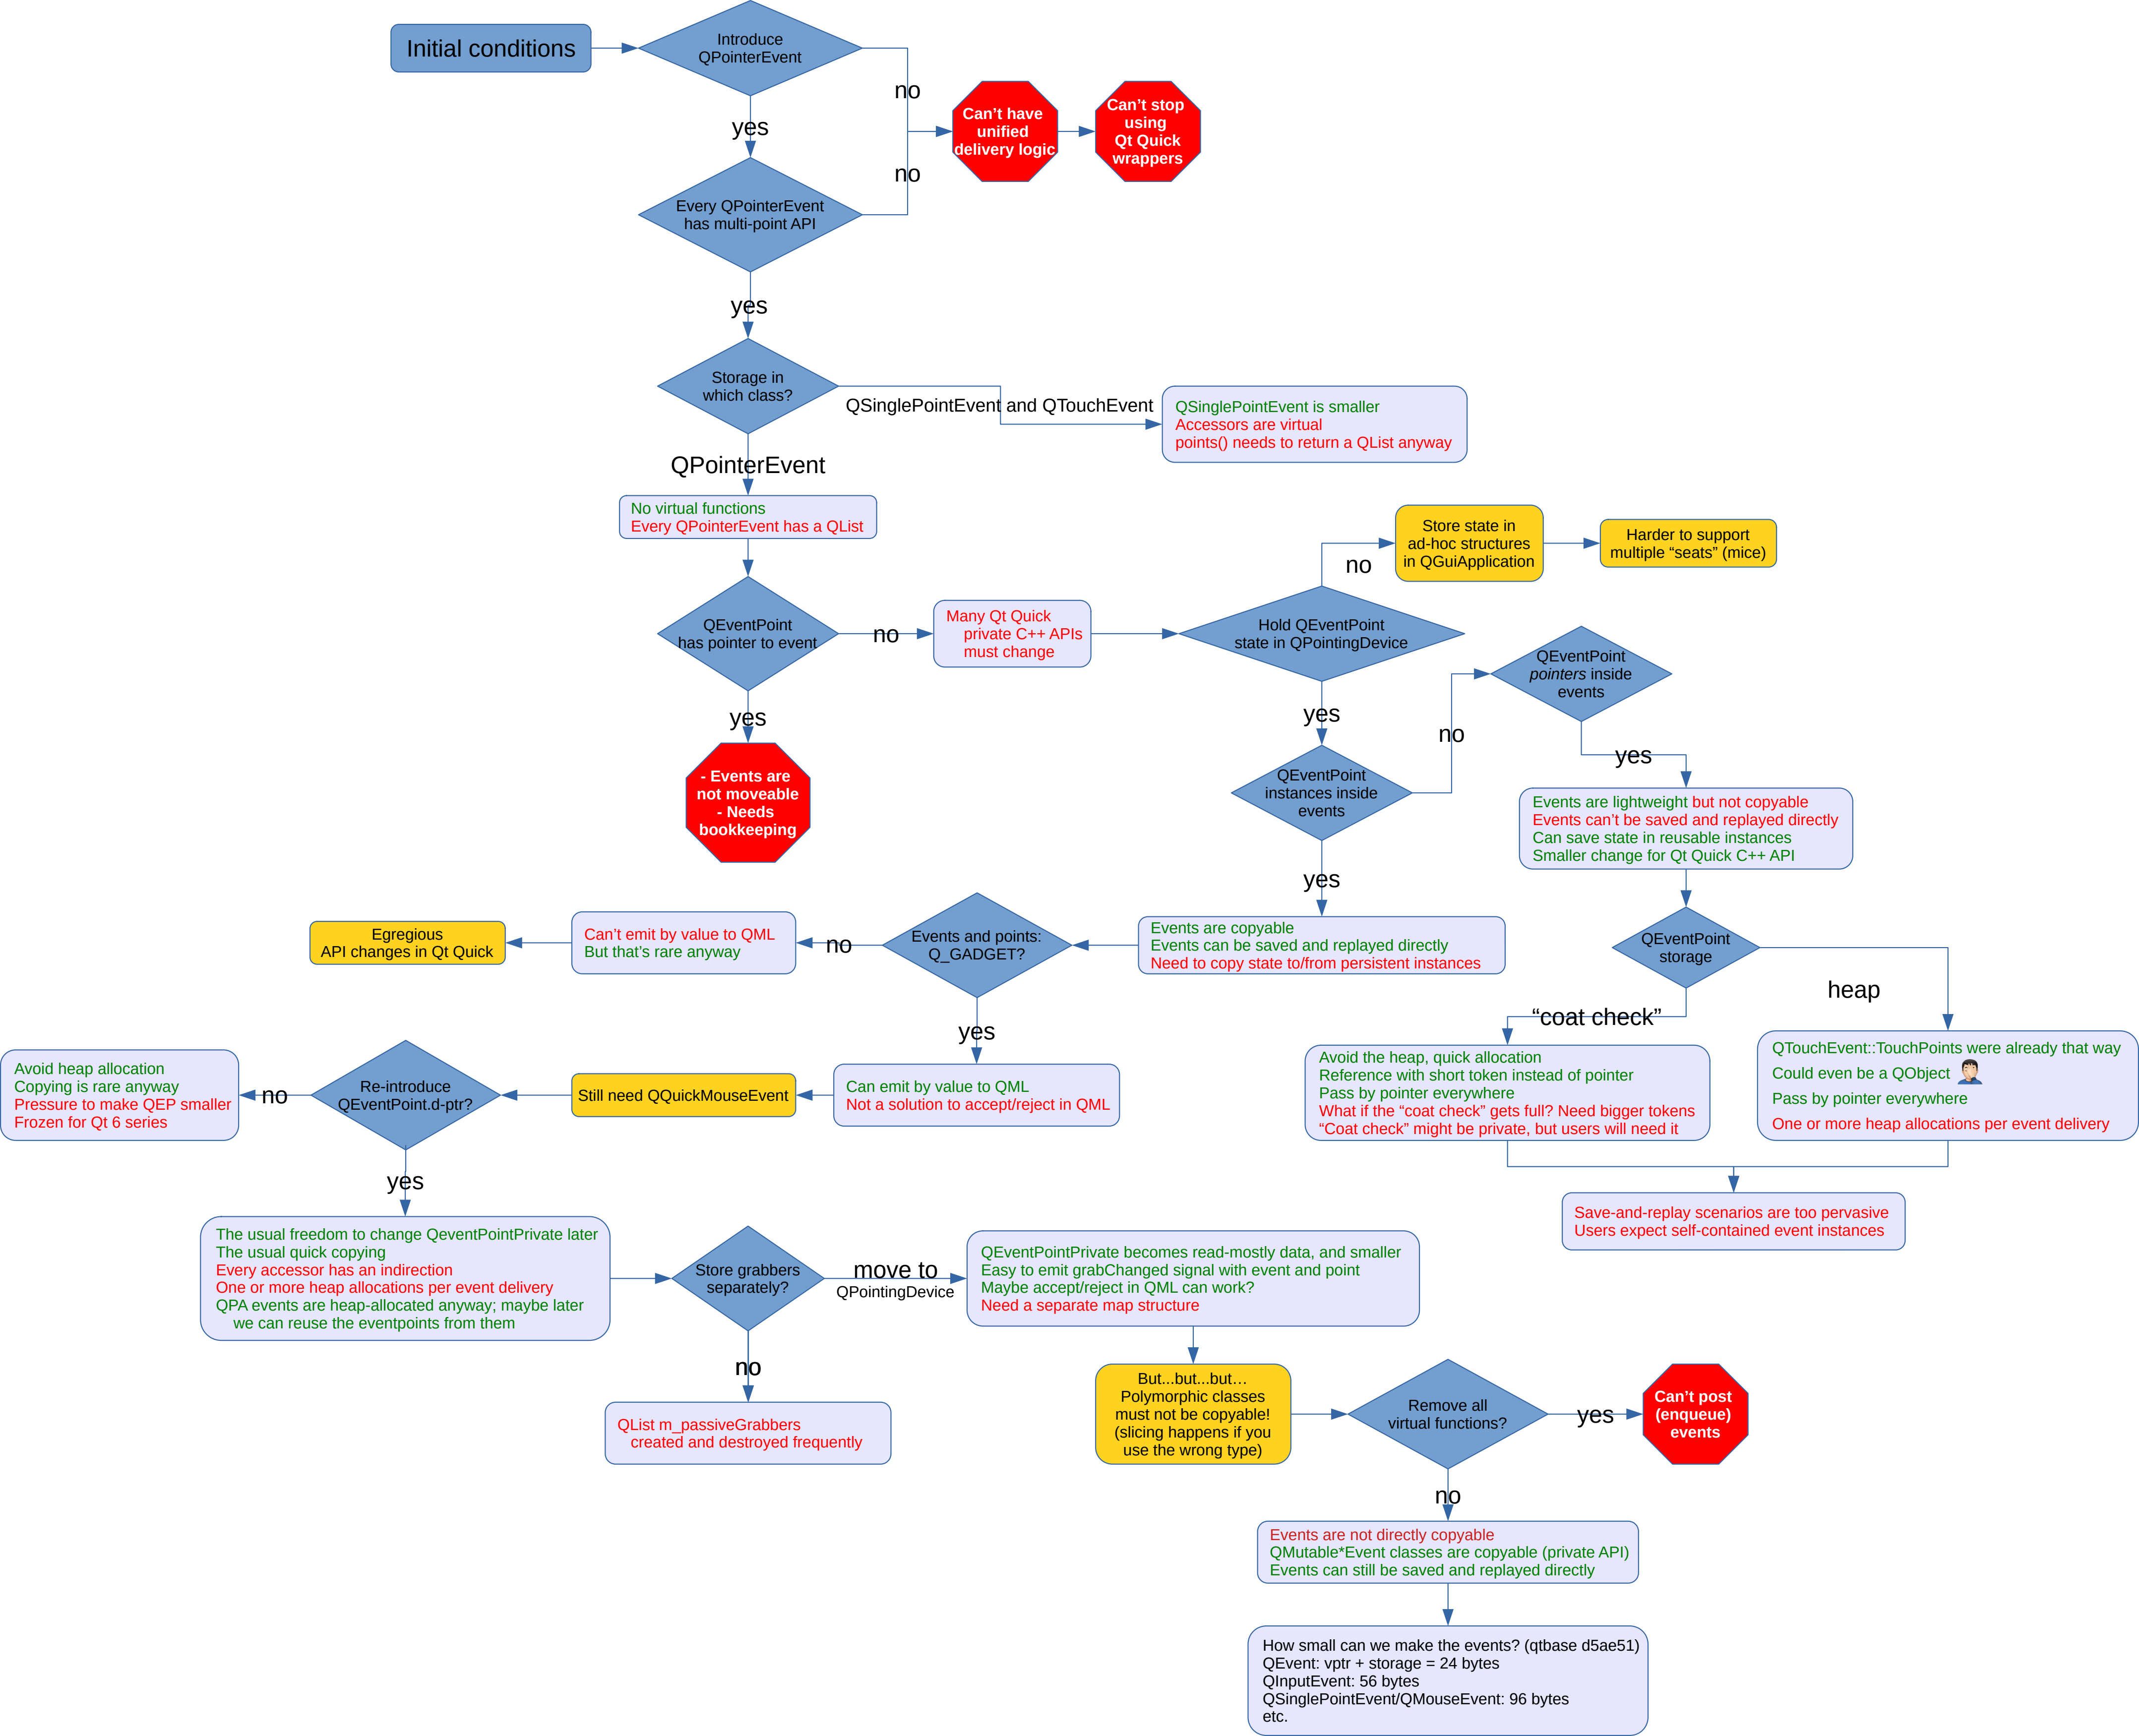 Initial conditions
Introduce
QPointerEvent
no
yes
Can’t have
unified
delivery logic
Can’t stop
using
Qt Quick
wrappers
no
Every QPointerEvent
has multi-point API
yes
Storage in
which class?
QSinglePointEvent and QTouchEvent
QSinglePointEvent is smaller
Accessors are virtual
points() needs to return a QList anyway
QPointerEvent
No virtual functions
Every QPointerEvent has a QList
Store state in
ad-hoc structures
in QGuiApplication
Harder to support
multiple “seats” (mice)
no
QEventPoint
has pointer to event
no
Many Qt Quick
private C++ APIs
must change
Hold QEventPoint
state in QPointingDevice
QEventPoint
pointers inside
events
yes
yes
no
yes
- Events are
not moveable
- Needs
bookkeeping
QEventPoint
instances inside
events
Events are lightweight but not copyable
Events can’t be saved and replayed directly
Can save state in reusable instances
Smaller change for Qt Quick C++ API
yes
Egregious
API changes in Qt Quick
Can’t emit by value to QML
But that’s rare anyway
no
Events and points:
Q_GADGET?
Events are copyable
Events can be saved and replayed directly
Need to copy state to/from persistent instances
QEventPoint
storage
heap
“coat check”
yes
Avoid heap allocation
Copying is rare anyway
Pressure to make QEP smaller
Frozen for Qt 6 series
no
Re-introduce
QEventPoint.d-ptr?
Still need QQuickMouseEvent
Can emit by value to QML
Not a solution to accept/reject in QML
Avoid the heap, quick allocation
Reference with short token instead of pointer
Pass by pointer everywhere
What if the “coat check” gets full? Need bigger tokens
“Coat check” might be private, but users will need it
QTouchEvent::TouchPoints were already that way
Could even be a QObject 🤦🏻‍♂️
Pass by pointer everywhere
One or more heap allocations per event delivery
yes
Save-and-replay scenarios are too pervasive
Users expect self-contained event instances
The usual freedom to change QeventPointPrivate later
The usual quick copying
Every accessor has an indirection
One or more heap allocations per event delivery
QPA events are heap-allocated anyway; maybe later
we can reuse the eventpoints from them
Store grabbers
separately?
move to
QPointingDevice
QEventPointPrivate becomes read-mostly data, and smaller
Easy to emit grabChanged signal with event and point
Maybe accept/reject in QML can work?
Need a separate map structure
no
QList m_passiveGrabbers
created and destroyed frequently
But...but...but…
Polymorphic classes
must not be copyable!
(slicing happens if you
use the wrong type)
Remove all
virtual functions?
yes
Can’t post
(enqueue)
events
no
Events are not directly copyable
QMutable*Event classes are copyable (private API)
Events can still be saved and replayed directly
How small can we make the events? (qtbase d5ae51)
QEvent: vptr + storage = 24 bytes
QInputEvent: 56 bytes
QSinglePointEvent/QMouseEvent: 96 bytes
etc.